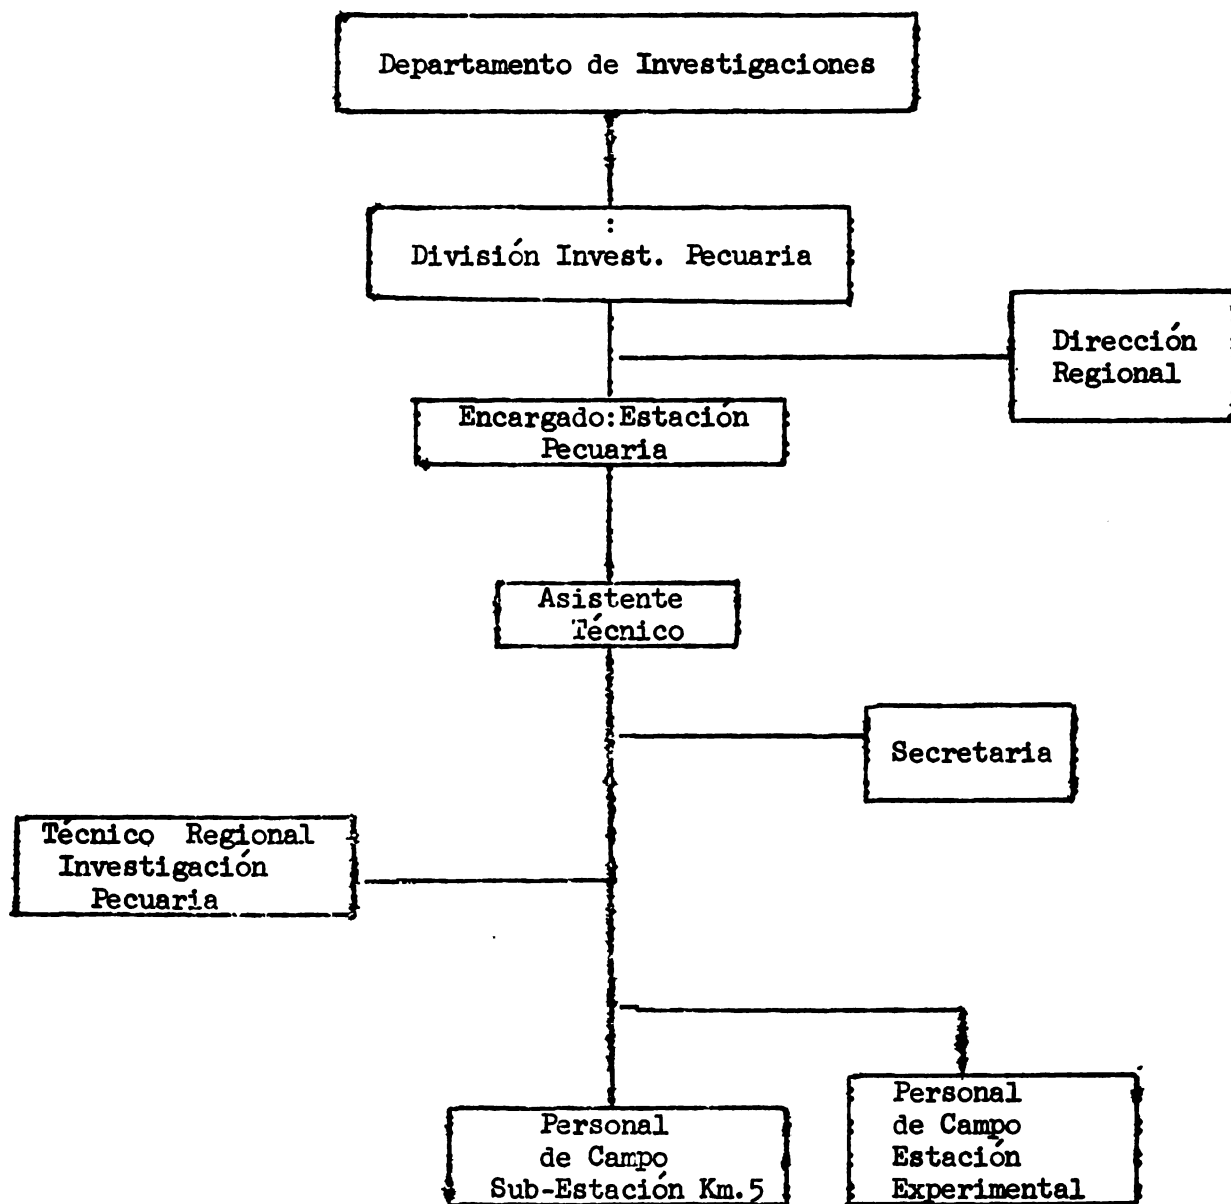 Departamento de Investigaciones
División Invest. Pecuaria
Dirección
Regional
Encargado:Estación
Pecuaria
Asistente
Técnico
Secretaria
Técnico Regional
Investigación
Pecuaria
Personal
de Campo
Sub-Estación Km.5
Personal
de Campo
Estación
Experimental